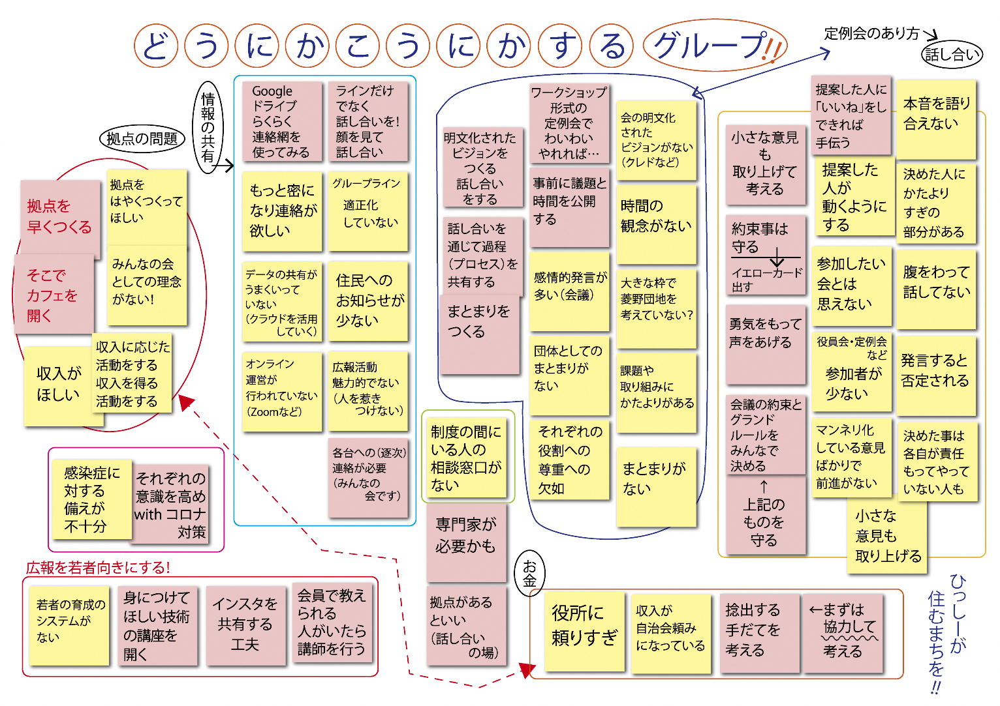 どうにかこうにかするグループ!!
定例会のあり方
話し合い
拠点の問題
拠点を
早くつくる
拠点を
はやくつくって
ほしい
そこで
カフェを
開く
みんなの会
としての理念
がない!
収入が
ほしい
収入に応じた
活動をする
収入を得る
活動をする
情報の共有
Google
ドライブ
らくらく
連絡網を
使ってみる
ラインだけ
でなく
話し合いを!
顔を見て
話し合い
もっと密に
なり連絡が
欲しい
グループライン
適正化
していない
データの共有が
うまくいって
いない
(クラウドを活用
していく)
住民への
お知らせが
少ない
オンライン
運営が
行われていない
(Zoomなど)
広報活動
魅力的でない
(人を惹き
つけない)
各台への(逐次)
連絡が必要
(みんなの
会です)
明文化された
ビジョンを
つくる
話し合い
をする
ワークショップ
形式の
定例会で
わいわい
やれれば…
会の明文化
された
ビジョンがない
(クレドなど)
事前に議題と
時間を公開
する
時間の
観念がない
話し合いを
通じて過程
(プロセス)を
共有する
感情的発言が
多い(会議)
大きな枠で
菱野団地を
考えていない?
まとまりを
つくる
団体としての
まとまりが
ない
課題や
取り組みに
かたよりがある
それぞれの
役割への
尊重への
欠如
まとまりが
ない
制度の間に
いる人の
相談窓口が
ない
専門家が
必要かも
拠点がある
といい
(話し合い
の場)
小さな意見
も
取り上げて
考える
提案した人に
「いいね」をし
できれば
手伝う
本音を語り
合えない
提案した
人が
動くように
する
決めた人に
かたより
すぎの
部分がある
約束事は
守る
イエローカード
出す
参加したい
会とは
思えない
腹をわって
話してない
勇気をもって
声をあげる
役員会・定例会
など
参加者が
少ない
発言すると
否定される
会議の約束と
グランド
ルールを
みんなで
決める
マンネリ化
している意見
ばかりで
前進がない
決めた事は
各自が責任
もってやって
いない人も
↑
上記の
ものを
守る
小さな
意見も
取り上げる
感染症に
対する
備えが
不十分
それぞれの
意識を高め
with コロナ
対策
広報を若者向きにする!
若者の育成の
システムが
ない
身につけて
ほしい技術
の講座を
開く
インスタを
共有する
工夫
会員で教え
られる
人がいたら
講師を行う
お金
役所に
頼りすぎ
収入が
自治会頼み
になっている
捻出する
手だてを
考える
←まずは
協力して
考える
ひっしーが
住むまちを!!